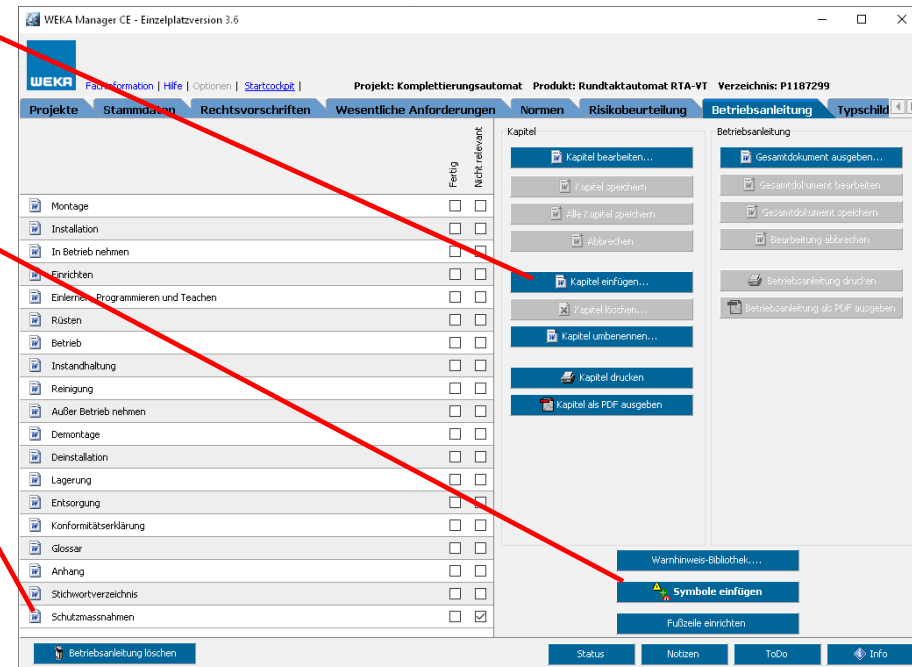 WEKA Manager CE - Einzelplatzversion 3.6
WEKA
Fachinformation | Hilfe | Optionen | Startcockpit |
Projekt: Komplettierungsautomat Produkt: Rundtaktautomat RTA-VT Verzeichnis: P1187299
Projekte Stammdaten Rechtsvorschriften Wesentliche Anforderungen Normen Risikobeurteilung Betriebsanleitung Typschild
Fertig
Nicht relevant
Montage
Installation
In Betrieb nehmen
Einrichten
Einlernen, Programmieren und Teachen
Rüsten
Betrieb
Instandhaltung
Reinigung
Außer Betrieb nehmen
Demontage
Deinstallation
Lagerung
Entsorgung
Konformitätserklärung
Glossar
Anhang
Stichwortverzeichnis
Schutzmassnahmen
Kapitel
Kapitel bearbeiten...
Kapitel speichern
Alle Kapitel speichern
Abbrechen
Kapitel einfügen...
Kapitel löschen...
Kapitel umbenennen...
Kapitel drucken
Kapitel als PDF ausgeben
Betriebsanleitung
Gesamtdokument ausgeben...
Gesamtdokument bearbeiten
Gesamtdokument speichern
Bearbeitung abbrechen
Betriebsanleitung drucken
Betriebsanleitung als PDF ausgeben
Warnhinweis-Bibliothek....
Symbole einfügen
Fußzeile einrichten
Betriebsanleitung löschen
Status
Notizen
ToDo
Info